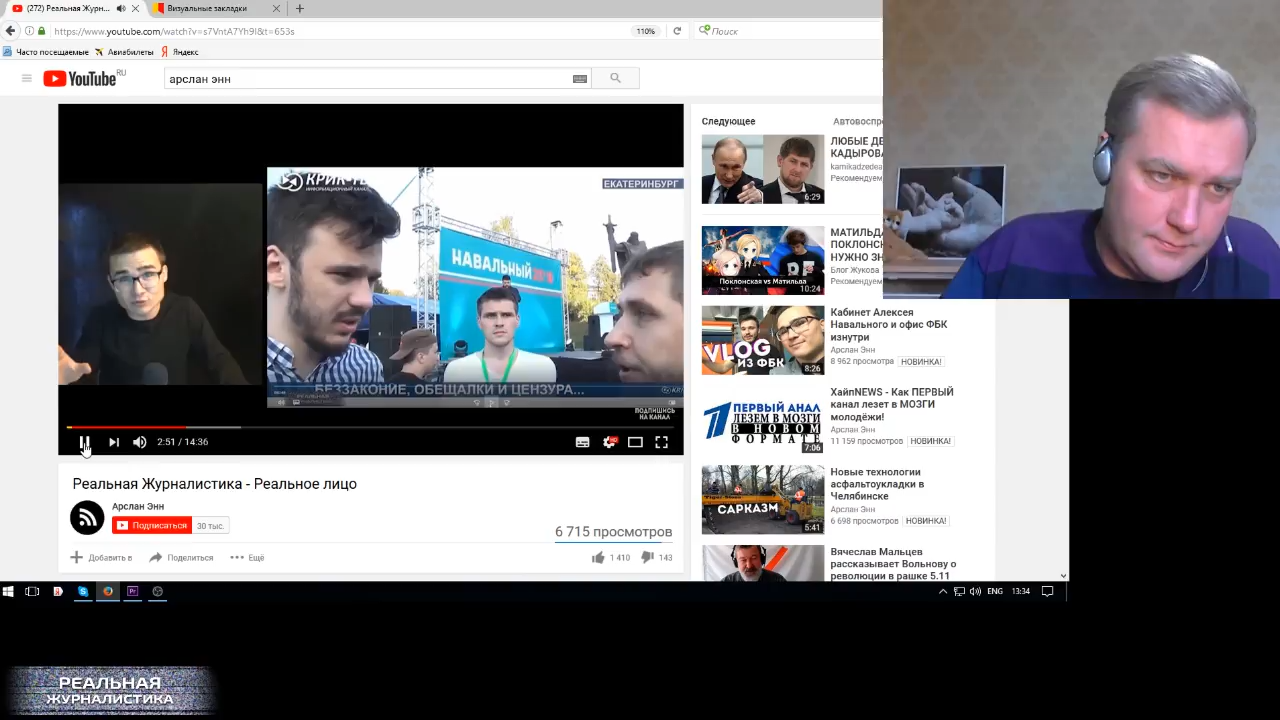 (272) Реальная Журн...
Визуальные закладки
https://www.youtube.com/watch?v=s7VntA7Yh9I&t=653s
110%
Поиск
Часто посещаемые
Авиабилеты
Яндекс
YouTube RU
арслан энн
КРИК-Т
ЕКАТЕРИНБУРГ
НАВАЛЬНЫЙ
БЕЗЗАКОНИЕ, ОБЕЩАЛКИ И ЦЕНЗУРА...
ПОДПИШИСЬ
НА КАНАЛ
2:51 / 14:36
Реальная Журналистика - Реальное лицо
Арслан Энн
Подписаться 30 тыс.
6 715 просмотров
Добавить в
Поделиться
Ещё
1 410
143
Следующее
Автовоспр
ЛЮБЫЕ ДЕ
КАДЫРОВА
kamikadzedea
Рекомендуем
6:29
МАТИЛЬДА
ПОКЛОНСК
НУЖНО ЗН
Блог Жукова
Рекомендуем
Поклонская vs Матильда
10:24
Кабинет Алексея
Навального и офис ФБК
изнутри
Арслан Энн
8 962 просмотра НОВИНКА!
VLOG
ИЗ ФБК
8:26
ХайпNEWS - Как ПЕРВЫЙ
канал лезет в МОЗГИ
молодёжи!
Арслан Энн
11 159 просмотров НОВИНКА!
ПЕРВЫЙ АНАЛ
ЛЕЗЕМ В МОЗГ
В НОВОМ
ФОРМАТЕ
7:06
Новые технологии
асфальтоукладки в
Челябинске
Арслан Энн
6 698 просмотров НОВИНКА!
САРКАЗМ
5:41
Вячеслав Мальцев
рассказывает Вольнову о
революции в рашке 5.11
ENG
13:34
РЕАЛЬНАЯ
ЖУРНАЛИСТИКА